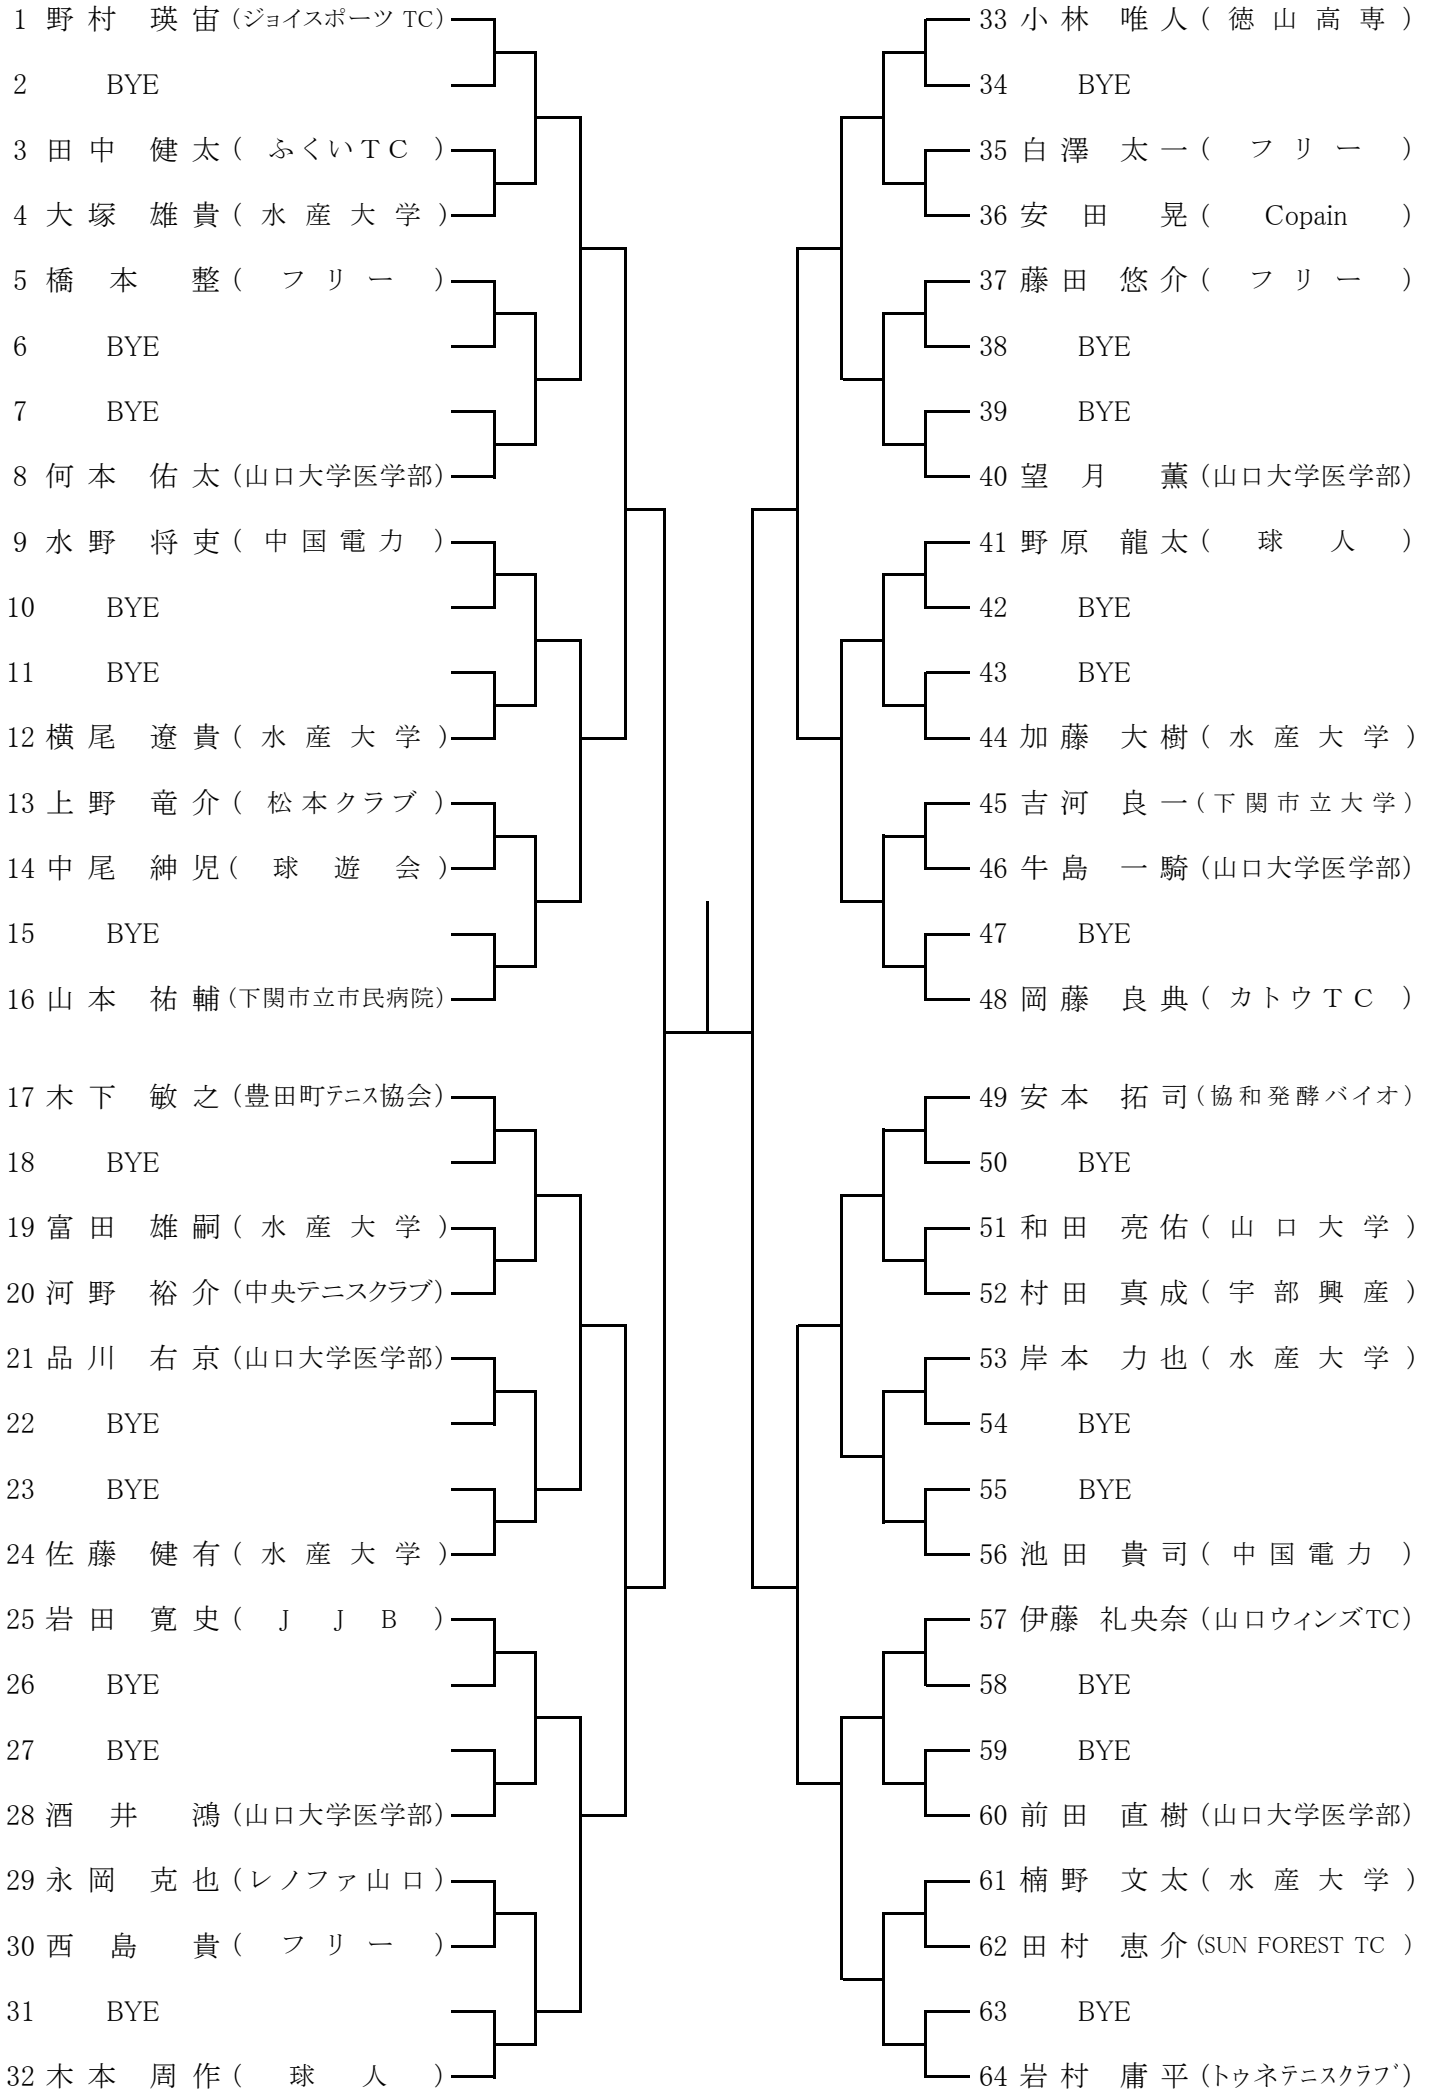 1 野村 瑛宙 (ジョイスポーツ TC)
2 BYE
3 田中 健太 (ふくいTC)
4 大塚 雄貴 (水産大学)
5 橋本 整 (フリー)
6 BYE
7 BYE
8 何本 佑太 (山口大学医学部)
9 水野 将吏 (中国電力)
10 BYE
11 BYE
12 横尾 遼貴 (水産大学)
13 上野 竜介 (松本クラブ)
14 中尾 紳児 (球遊会)
15 BYE
16 山本 祐輔 (下関市立市民病院)
17 木下 敏之 (豊田町テニス協会)
18 BYE
19 富田 雄嗣 (水産大学)
20 河野 裕介 (中央テニスクラブ)
21 品川 右京 (山口大学医学部)
22 BYE
23 BYE
24 佐藤 健有 (水産大学)
25 岩田 寛史 (JJB)
26 BYE
27 BYE
28 酒井 鴻 (山口大学医学部)
29 永岡 克也 (レノファ山口)
30 西島 貴 (フリー)
31 BYE
32 木本 周作 (球人)
33 小林 唯人 (徳山高専)
34 BYE
35 白澤 太一 (フリー)
36 安田 晃 (Copain)
37 藤田 悠介 (フリー)
38 BYE
39 BYE
40 望月 薫 (山口大学医学部)
41 野原 龍太 (球人)
42 BYE
43 BYE
44 加藤 大樹 (水産大学)
45 吉河 良一 (下関市立大学)
46 牛島 一騎 (山口大学医学部)
47 BYE
48 岡藤 良典 (カトウTC)
49 安本 拓司 (協和発酵バイオ)
50 BYE
51 和田 亮佑 (山口大学)
52 村田 真成 (宇部興産)
53 岸本 力也 (水産大学)
54 BYE
55 BYE
56 池田 貴司 (中国電力)
57 伊藤 礼央奈 (山口ウィンズTC)
58 BYE
59 BYE
60 前田 直樹 (山口大学医学部)
61 楠野 文太 (水産大学)
62 田村 恵介 (SUN FOREST TC)
63 BYE
64 岩村 庸平 (トゥネテニスクラブ)